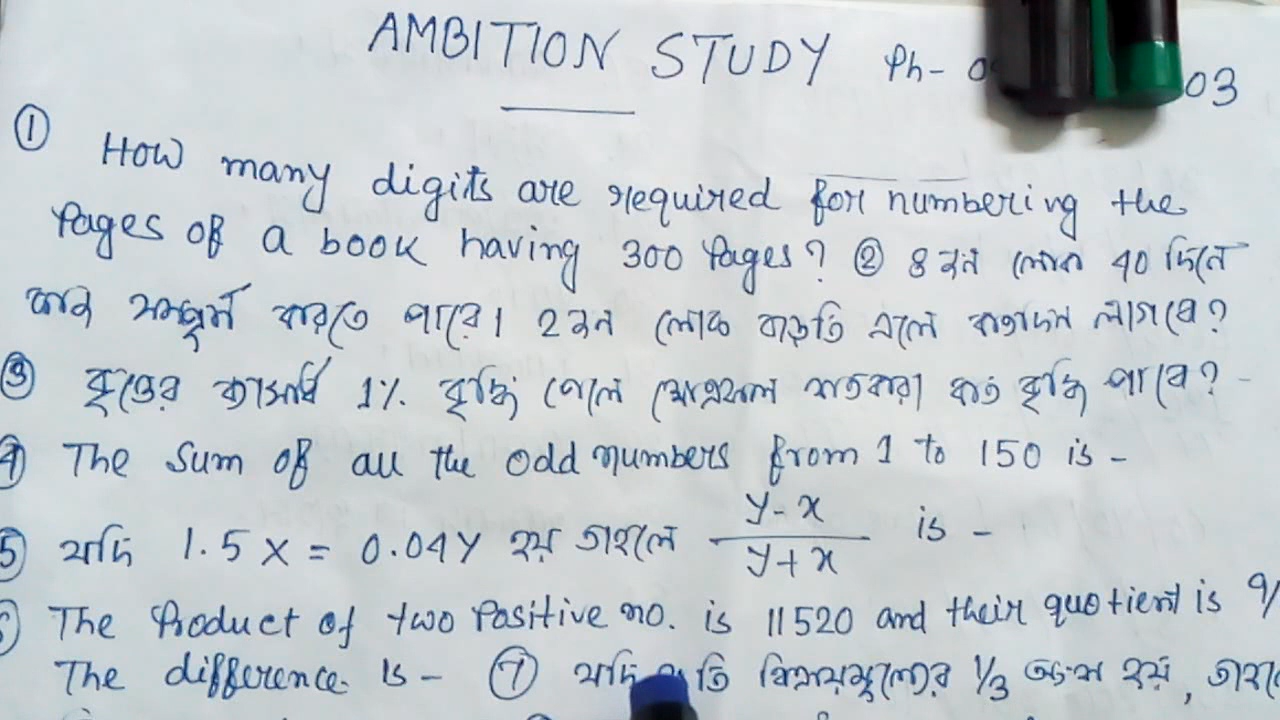 AMBITION STUDY Ph- 03
① How many digits are required for numbering the
Pages of a book having 300 Pages? ② 8 জন লোক 40 দিনে
কাজ সম্পূর্ণ করতে পারে। 2 জন লোক বাড়তি এলে কতদিন লাগবে?
③ বৃত্তের ব্যাসার্ধ 1% বৃদ্ধি পেলে ক্ষেত্রফল শতকরা কত বৃদ্ধি পাবে?
④ The Sum of all the odd numbers from 1 to 150 is -
⑤ যদি 1.5 X = 0.04Y হয় তাহলে y-x / y+x is -
⑥ The Product of two Positive no. is 11520 and their quotient is 9/
The difference is - ⑦ যদি ক্ষতি বিক্রয়মূল্যের 1/3 অংশ হয়,